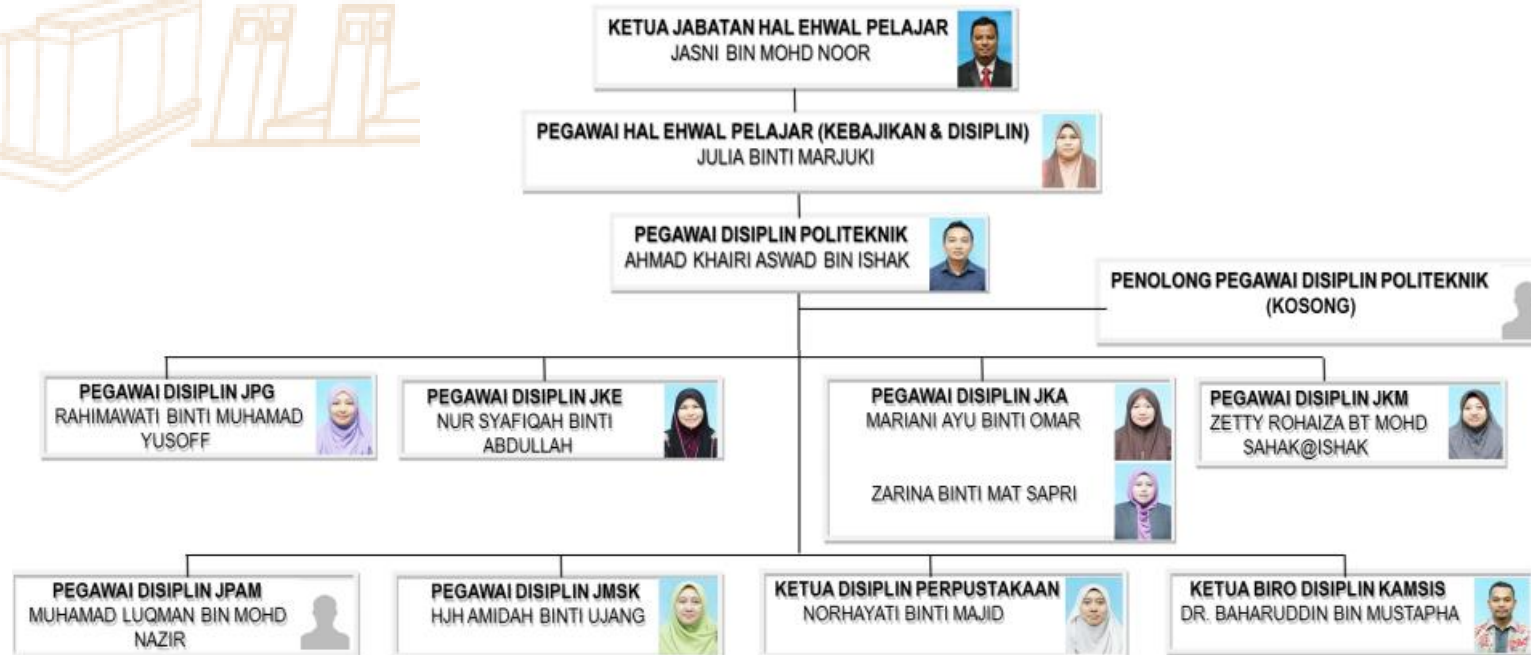 KETUA JABATAN HAL EHWAL PELAJAR
JASNI BIN MOHD NOOR
PEGAWAI HAL EHWAL PELAJAR (KEBAJIKAN & DISIPLIN)
JULIA BINTI MARJUKI
PEGAWAI DISIPLIN POLITEKNIK
AHMAD KHAIRI ASWAD BIN ISHAK
PENOLONG PEGAWAI DISIPLIN POLITEKNIK
(KOSONG)
PEGAWAI DISIPLIN JPG
RAHIMAWATI BINTI MUHAMAD
YUSOFF
PEGAWAI DISIPLIN JKE
NUR SYAFIQAH BINTI
ABDULLAH
PEGAWAI DISIPLIN JKA
MARIANI AYU BINTI OMAR
ZARINA BINTI MAT SAPRI
PEGAWAI DISIPLIN JKM
ZETTY ROHAIZA BT MOHD
SAHAK@ISHAK
PEGAWAI DISIPLIN JPAM
MUHAMAD LUQMAN BIN MOHD
NAZIR
PEGAWAI DISIPLIN JMSK
HJH AMIDAH BINTI UJANG
KETUA DISIPLIN PERPUSTAKAAN
NORHAYATI BINTI MAJID
KETUA BIRO DISIPLIN KAMSIS
DR. BAHARUDDIN BIN MUSTAPHA